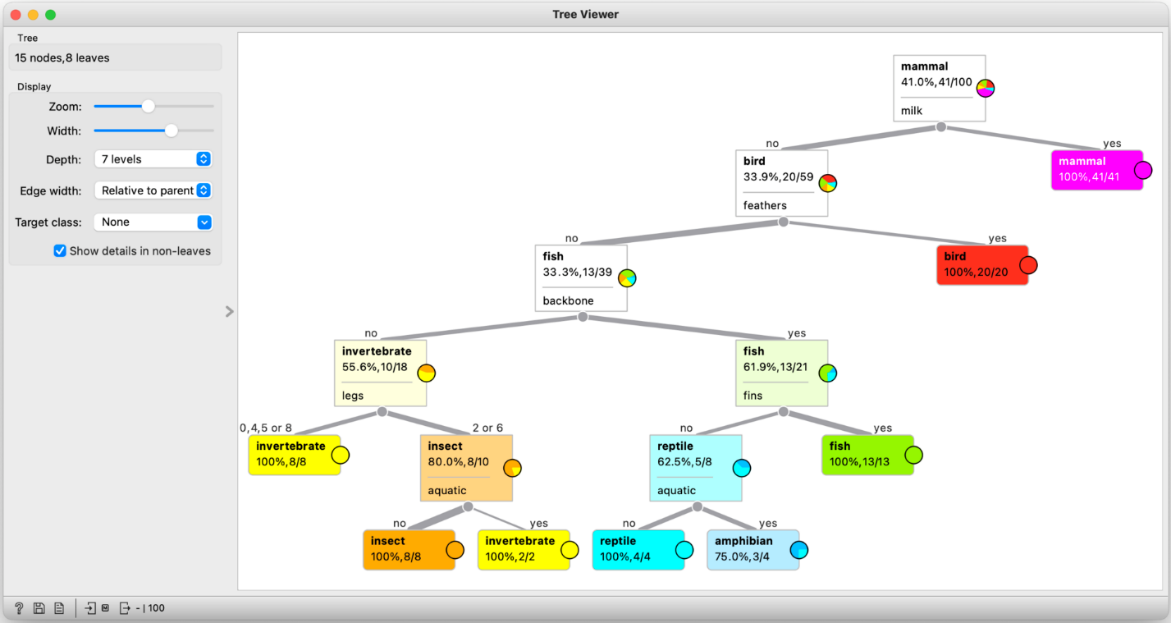 Tree Viewer
Tree
15 nodes,8 leaves
Display
Zoom:
Width:
Depth: 7 levels
Edge width: Relative to parent
Target class: None
Show details in non-leaves
mammal
41.0%,41/100
milk
no
yes
bird
33.9%,20/59
feathers
mammal
100%,41/41
no
yes
fish
33.3%,13/39
backbone
bird
100%,20/20
no
yes
invertebrate
55.6%,10/18
legs
fish
61.9%,13/21
fins
0,4,5 or 8
2 or 6
no
yes
invertebrate
100%,8/8
insect
80.0%,8/10
aquatic
reptile
62.5%,5/8
aquatic
fish
100%,13/13
no
yes
no
yes
insect
100%,8/8
invertebrate
100%,2/2
reptile
100%,4/4
amphibian
75.0%,3/4
? - | 100